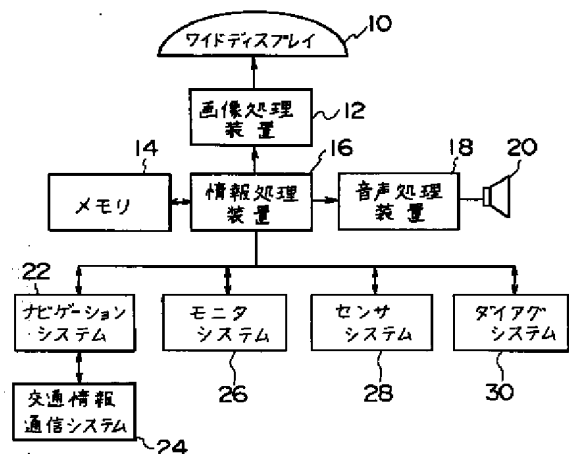 ワイドディスプレイ
10
画像処理
装置
12
14
16
18
20
メモリ
情報処理
装置
音声処理
装置
22
ナビゲーション
システム
モニタ
システム
センサ
システム
ダイアグ
システム
26
28
30
交通情報
通信システム
24